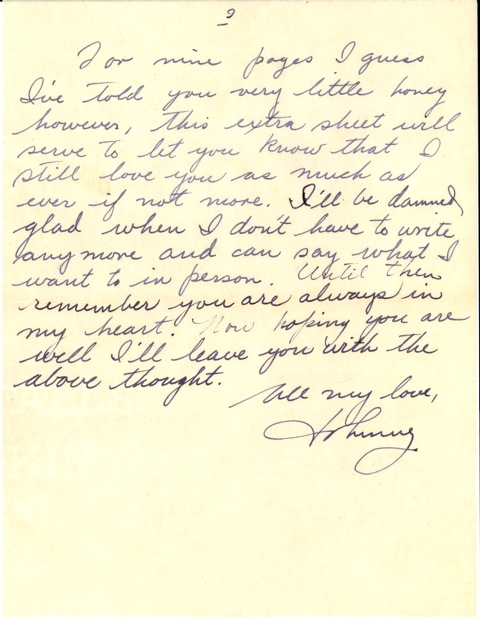 9
For nine pages I guess
I've told you very little honey
however, this extra sheet will
serve to let you know that I
still love you as much as
ever if not more. I'll be damned
glad when I don't have to write
anymore and can say what I
want to in person. Until then
remember you are always in
my heart. Now hoping you are
well I'll leave you with the
above thought.
All my love,
Johnny